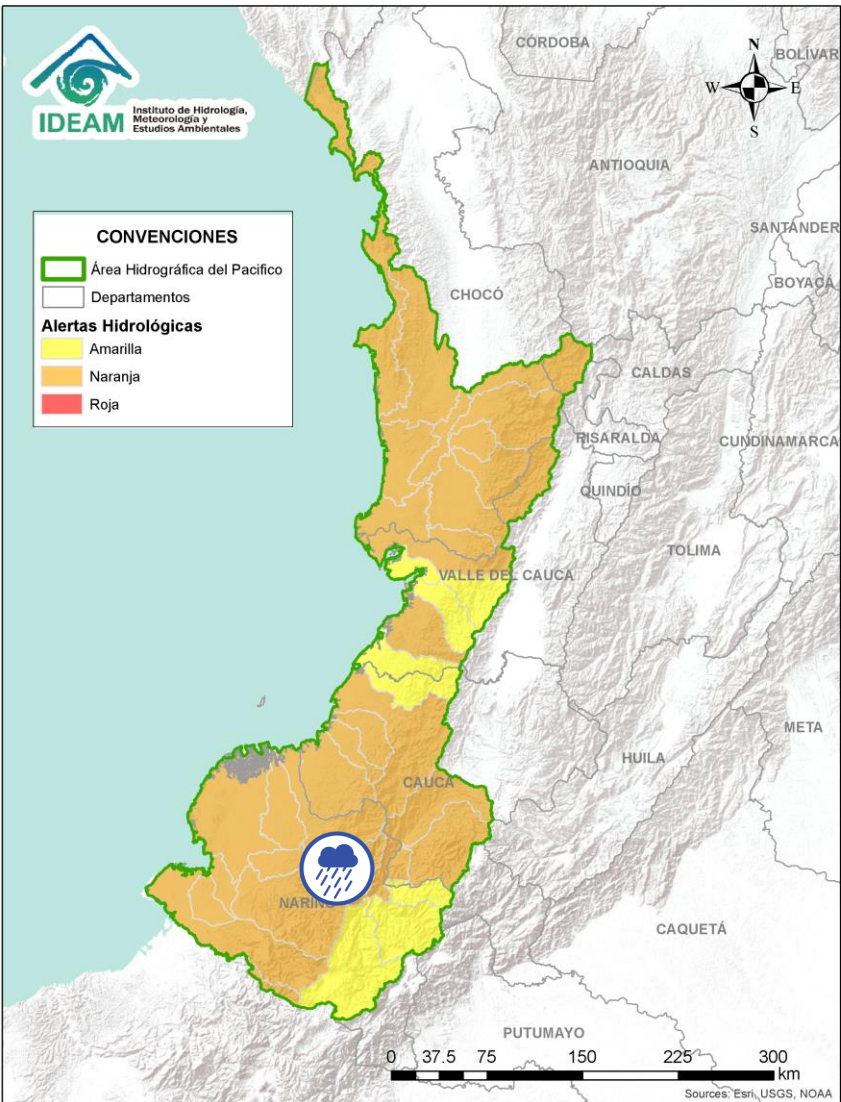 IDEAM
Instituto de Hidrología,
Meteorología y
Estudios Ambientales
N
W
E
S
CÓRDOBA
BOLIVAR
ANTIOQUIA
SANTANDER
BOYACÁ
CONVENCIONES
Área Hidrográfica del Pacifico
Departamentos
Alertas Hidrológicas
Amarilla
Naranja
Roja
CHOCÓ
CALDAS
RISARALDA
CUNDINAMARCA
QUINDÍO
TOLIMA
VALLE DEL CAUCA
META
HUILA
CAUCA
NARIÑO
CAQUETÁ
PUTUMAYO
0 37.5 75 150 225 300
km
Sources: Esri, USGS, NOAA